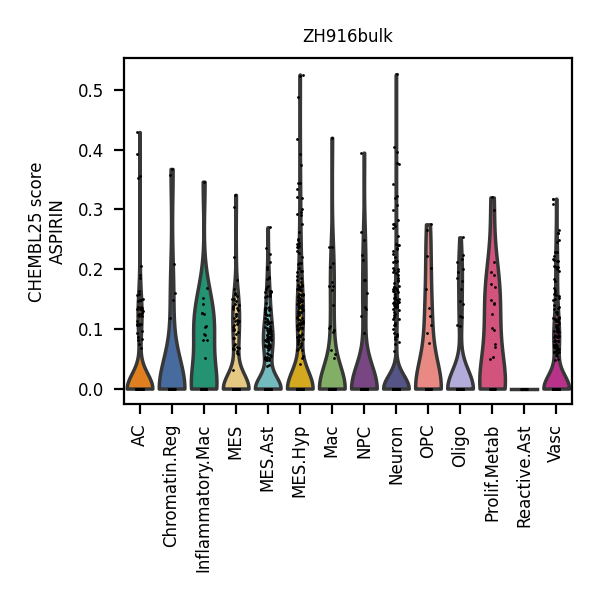 ZH916bulk
CHEMBL25 score
ASPIRIN
0.5
0.4
0.3
0.2
0.1
0.0
AC
Chromatin.Reg
Inflammatory.Mac
MES
MES.Ast
MES.Hyp
Mac
NPC
Neuron
OPC
Oligo
Prolif.Metab
Reactive.Ast
Vasc